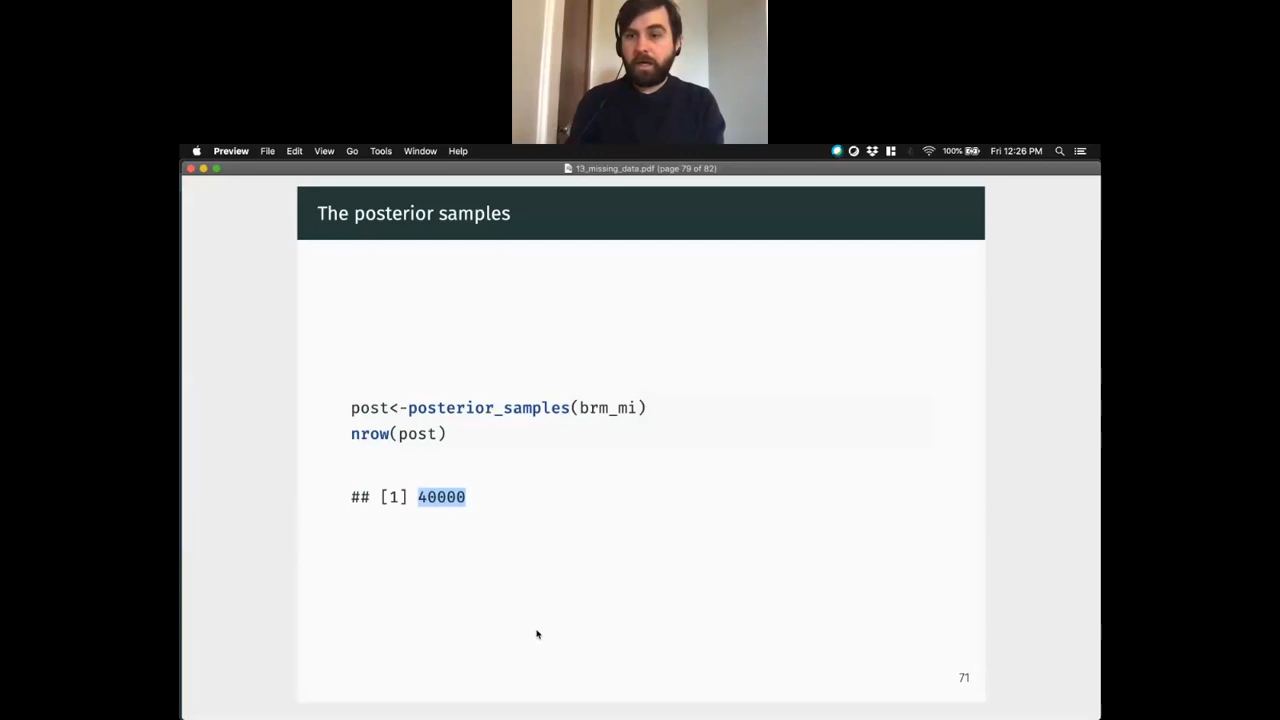 Preview File Edit View Go Tools Window Help 100% Fri 12:26 PM
13_missing_data.pdf (page 79 of 82)
The posterior samples
post<-posterior_samples(brm_mi)
nrow(post)
## [1] 40000
71